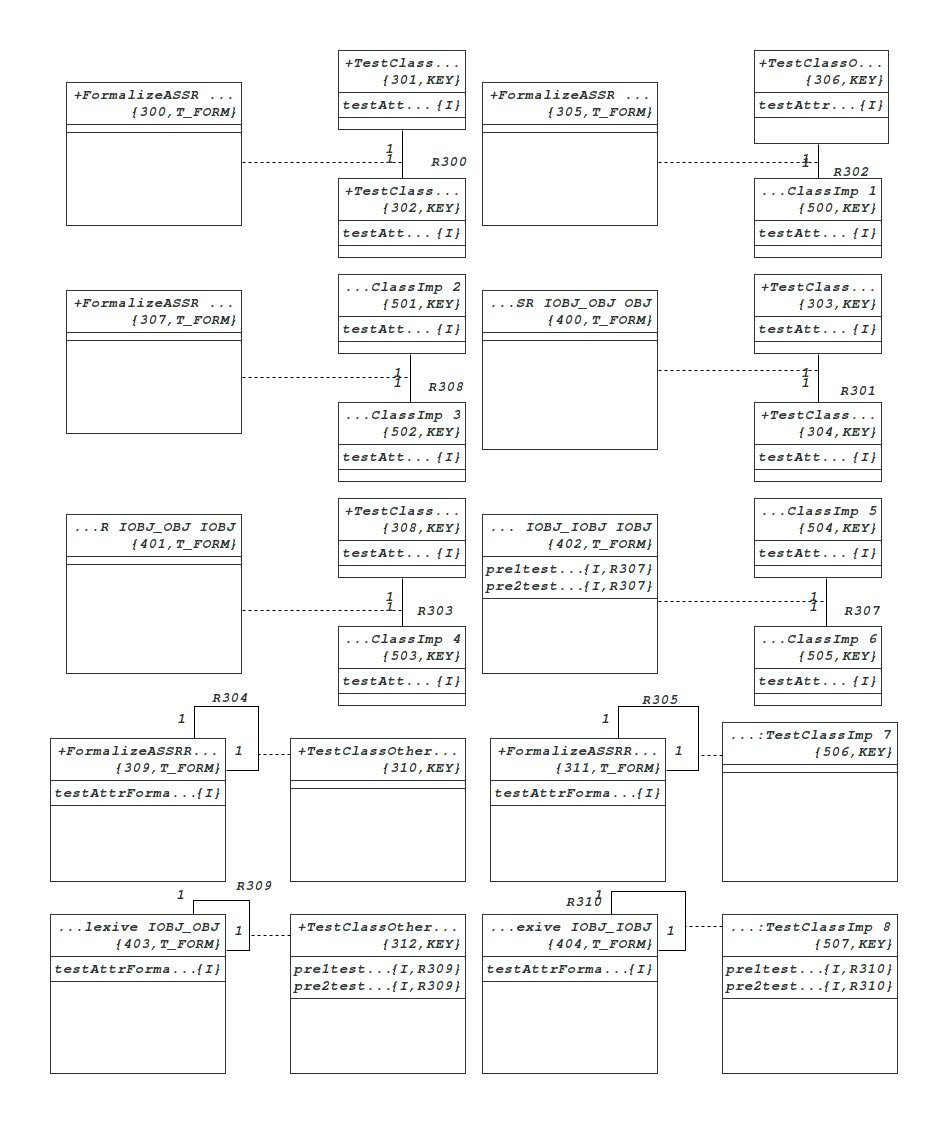 +TestClass...
{301,KEY}
testAtt... {I}
+FormalizeASSR ...
{300,T_FORM}
1
1
R300
+TestClass...
{302,KEY}
testAtt... {I}
+TestClassO...
{306,KEY}
testAttr... {I}
+FormalizeASSR ...
{305,T_FORM}
1
1
R302
...ClassImp 1
{500,KEY}
testAtt... {I}
...ClassImp 2
{501,KEY}
testAtt... {I}
+FormalizeASSR ...
{307,T_FORM}
1
1
R308
...ClassImp 3
{502,KEY}
testAtt... {I}
+TestClass...
{303,KEY}
testAtt... {I}
...SR IOBJ_OBJ OBJ
{400,T_FORM}
1
1
R301
+TestClass...
{304,KEY}
testAtt... {I}
+TestClass...
{308,KEY}
testAtt... {I}
...R IOBJ_OBJ IOBJ
{401,T_FORM}
1
1
R303
...ClassImp 4
{503,KEY}
testAtt... {I}
...ClassImp 5
{504,KEY}
testAtt... {I}
... IOBJ_IOBJ IOBJ
{402,T_FORM}
pre1test...{I,R307}
pre2test...{I,R307}
1
1
R307
...ClassImp 6
{505,KEY}
testAtt... {I}
R304
1
+FormalizeASSRR...
{309,T_FORM}
testAttrForma...{I}
1
+TestClassOther...
{310,KEY}
R305
1
+FormalizeASSRR...
{311,T_FORM}
testAttrForma...{I}
1
...:TestClassImp 7
{506,KEY}
R309
1
...lexive IOBJ_OBJ
{403,T_FORM}
testAttrForma...{I}
1
+TestClassOther...
{312,KEY}
pre1test...{I,R309}
pre2test...{I,R309}
R310
1
...exive IOBJ_IOBJ
{404,T_FORM}
testAttrForma...{I}
1
...:TestClassImp 8
{507,KEY}
pre1test...{I,R310}
pre2test...{I,R310}